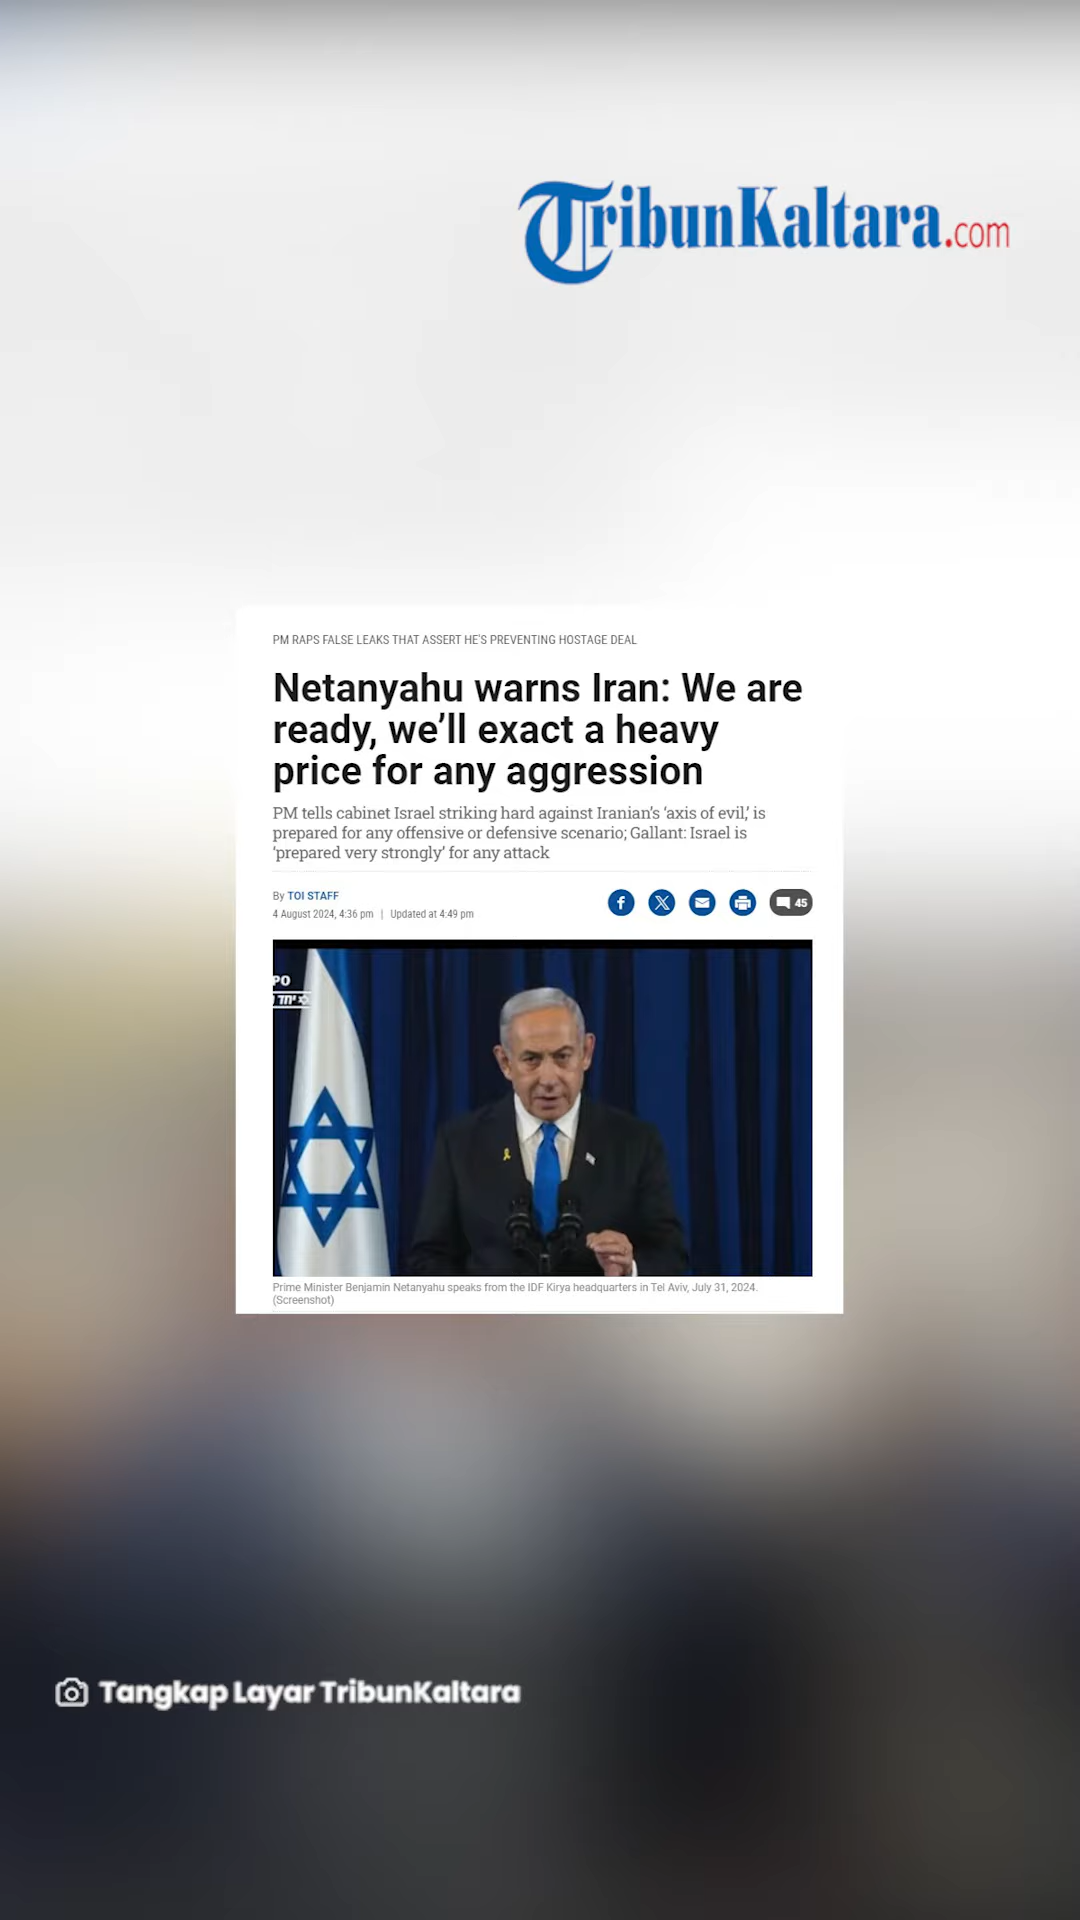 TribunKaltara.com
PM RAPS FALSE LEAKS THAT ASSERT HE'S PREVENTING HOSTAGE DEAL
Netanyahu warns Iran: We are
ready, we’ll exact a heavy
price for any aggression
PM tells cabinet Israel striking hard against Iranian’s ‘axis of evil,’ is
prepared for any offensive or defensive scenario; Gallant: Israel is
‘prepared very strongly’ for any attack
By TOI STAFF
4 August 2024, 4:36 pm | Updated at 4:49 pm
45
PO
Prime Minister Benjamin Netanyahu speaks from the IDF Kirya headquarters in Tel Aviv, July 31, 2024.
(Screenshot)
Tangkap Layar TribunKaltara